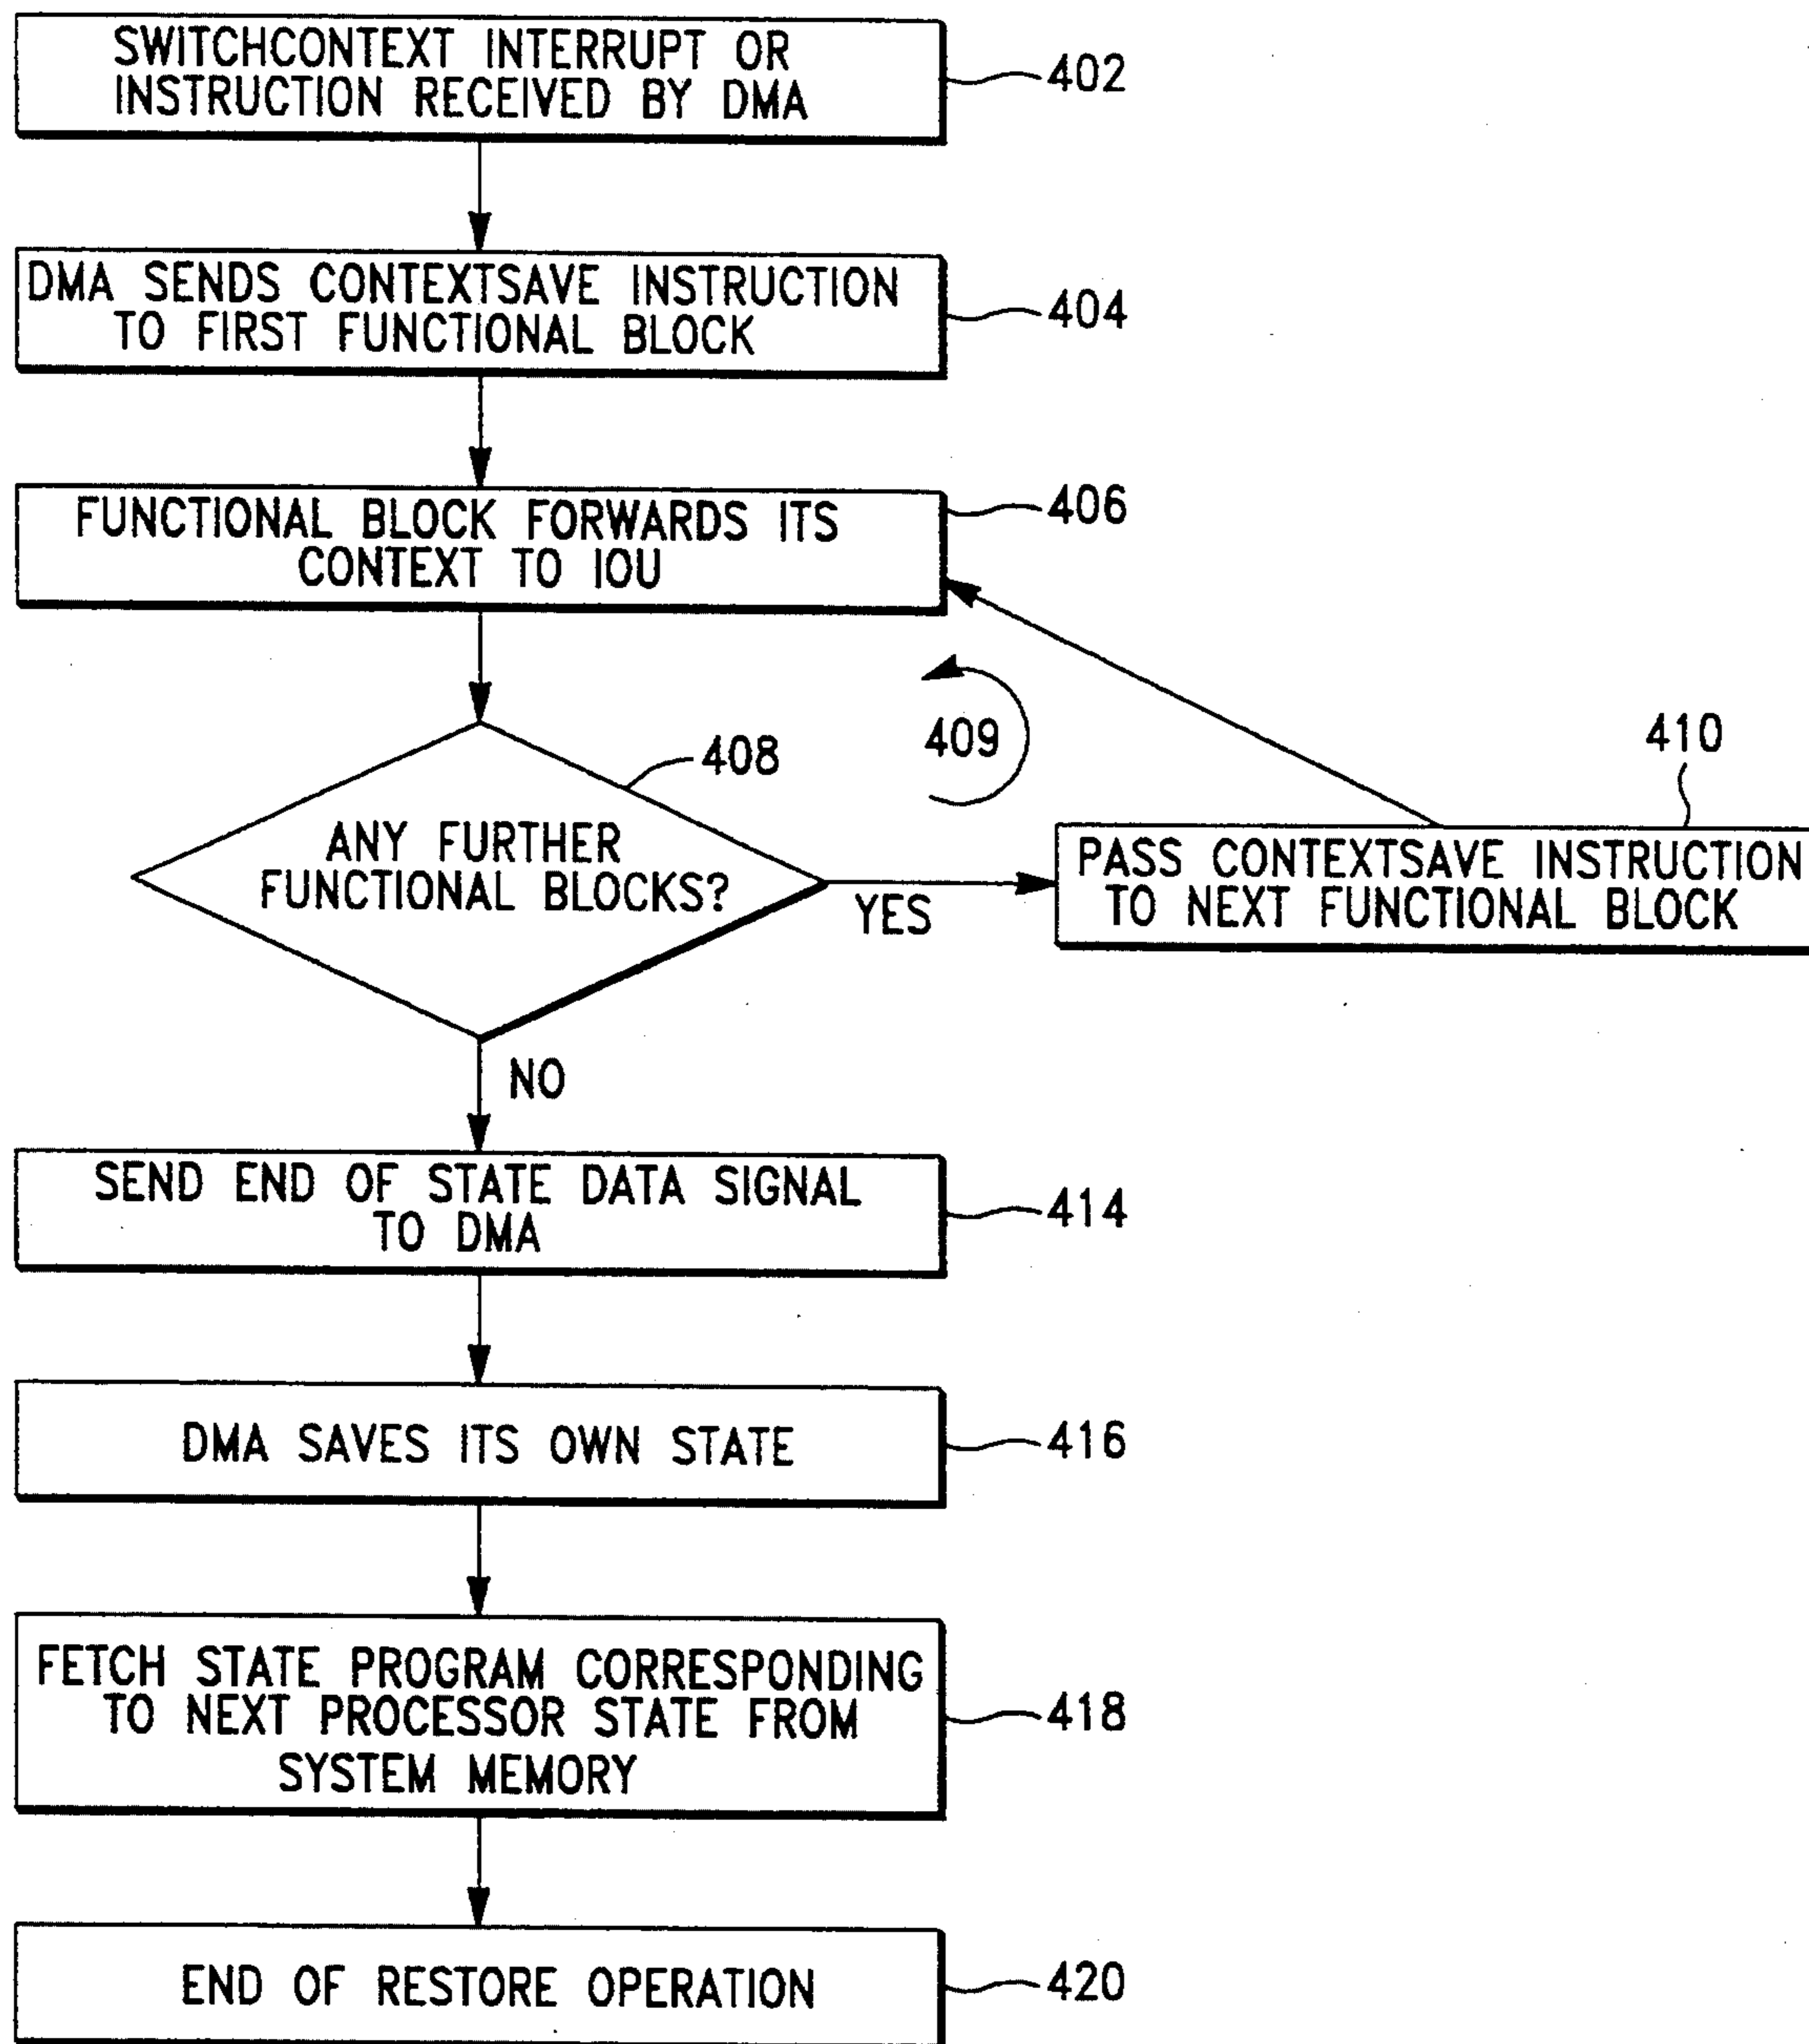 SWITCHCONTEXT INTERRUPT OR
INSTRUCTION RECEIVED BY DMA
402
DMA SENDS CONTEXTSAVE INSTRUCTION
TO FIRST FUNCTIONAL BLOCK
404
FUNCTIONAL BLOCK FORWARDS ITS
CONTEXT TO IOU
406
409
408
ANY FURTHER
FUNCTIONAL BLOCKS?
YES
410
PASS CONTEXTSAVE INSTRUCTION
TO NEXT FUNCTIONAL BLOCK
NO
SEND END OF STATE DATA SIGNAL
TO DMA
414
DMA SAVES ITS OWN STATE
416
FETCH STATE PROGRAM CORRESPONDING
TO NEXT PROCESSOR STATE FROM
SYSTEM MEMORY
418
END OF RESTORE OPERATION
420